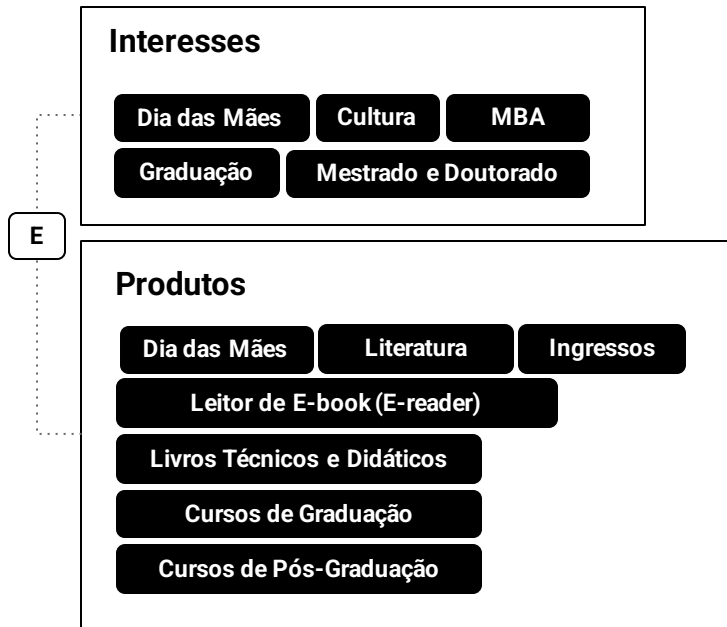 Interesses
Dia das Mães Cultura MBA
Graduação Mestrado e Doutorado
E
Produtos
Dia das Mães Literatura Ingressos
Leitor de E-book (E-reader)
Livros Técnicos e Didáticos
Cursos de Graduação
Cursos de Pós-Graduação